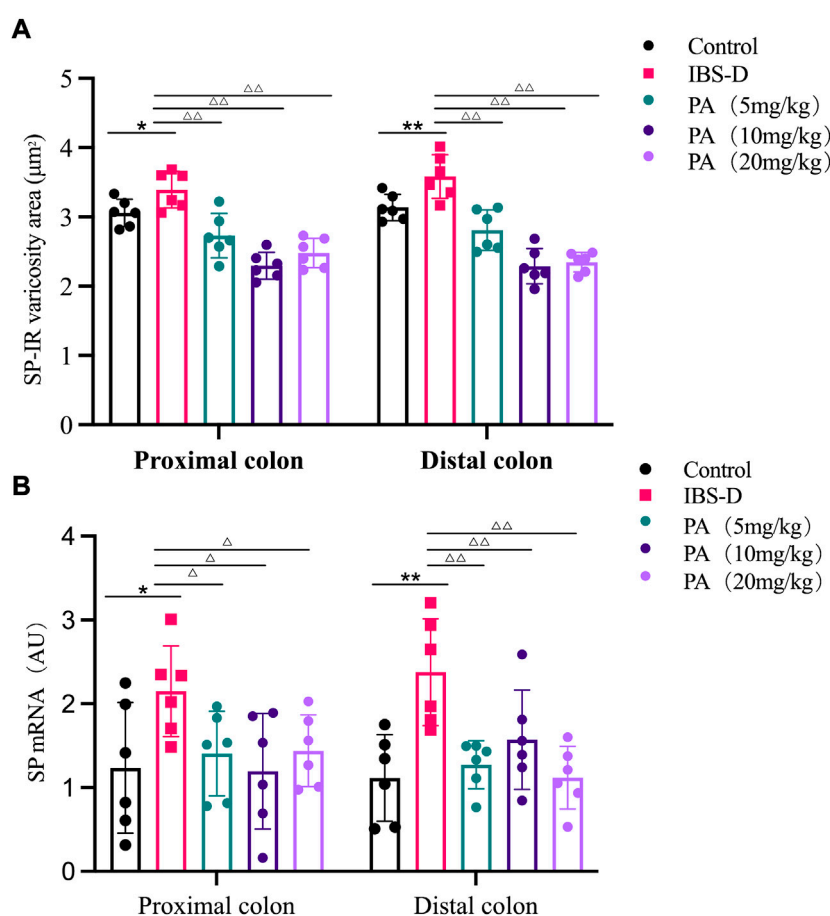 A
Control
IBS-D
PA（5mg/kg）
PA（10mg/kg）
PA（20mg/kg）
SP-IR varicosity area (μm²)
5
4
3
2
1
0
△△
△△
* △△
△△
△△
** △△
Proximal colon Distal colon
B
Control
IBS-D
PA（5mg/kg）
PA（10mg/kg）
PA（20mg/kg）
SP mRNA（AU）
4
3
2
1
0
△
△
△
*
△△
△△
△△
**
Proximal colon Distal colon